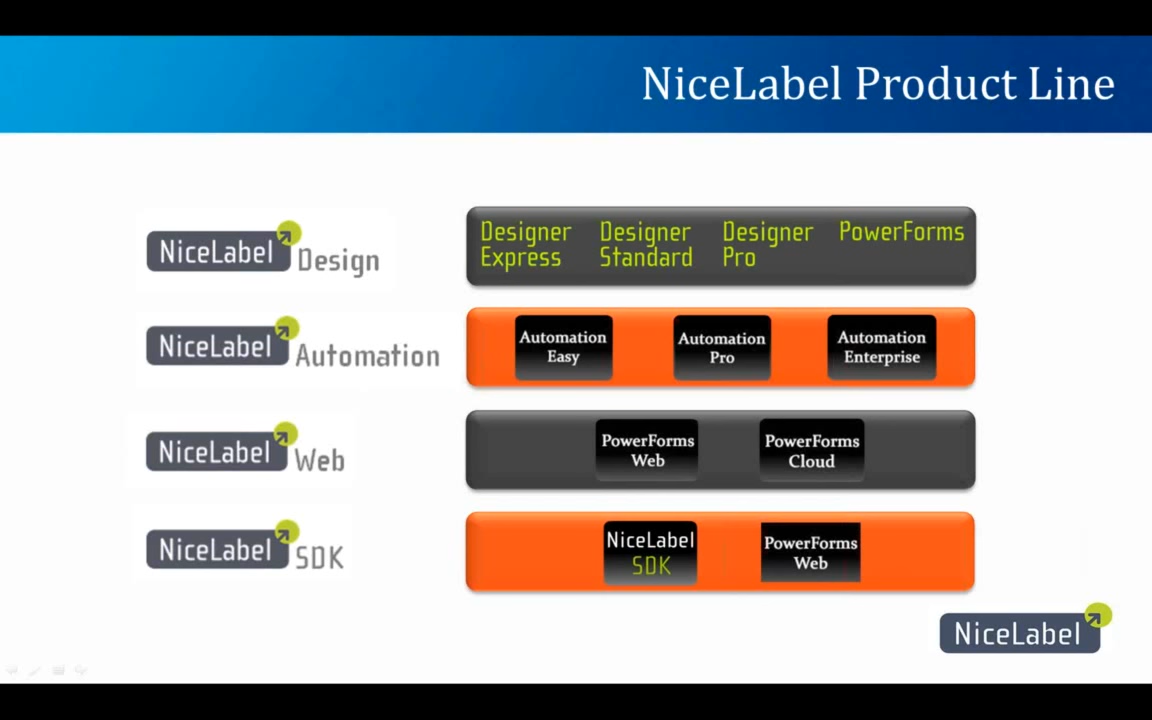 NiceLabel Product Line
NiceLabel Design
Designer Designer Designer PowerForms
Express Standard Pro
NiceLabel Automation
Automation Automation Automation
Easy Pro Enterprise
NiceLabel Web
PowerForms PowerForms
Web Cloud
NiceLabel SDK
NiceLabel PowerForms
SDK Web
NiceLabel